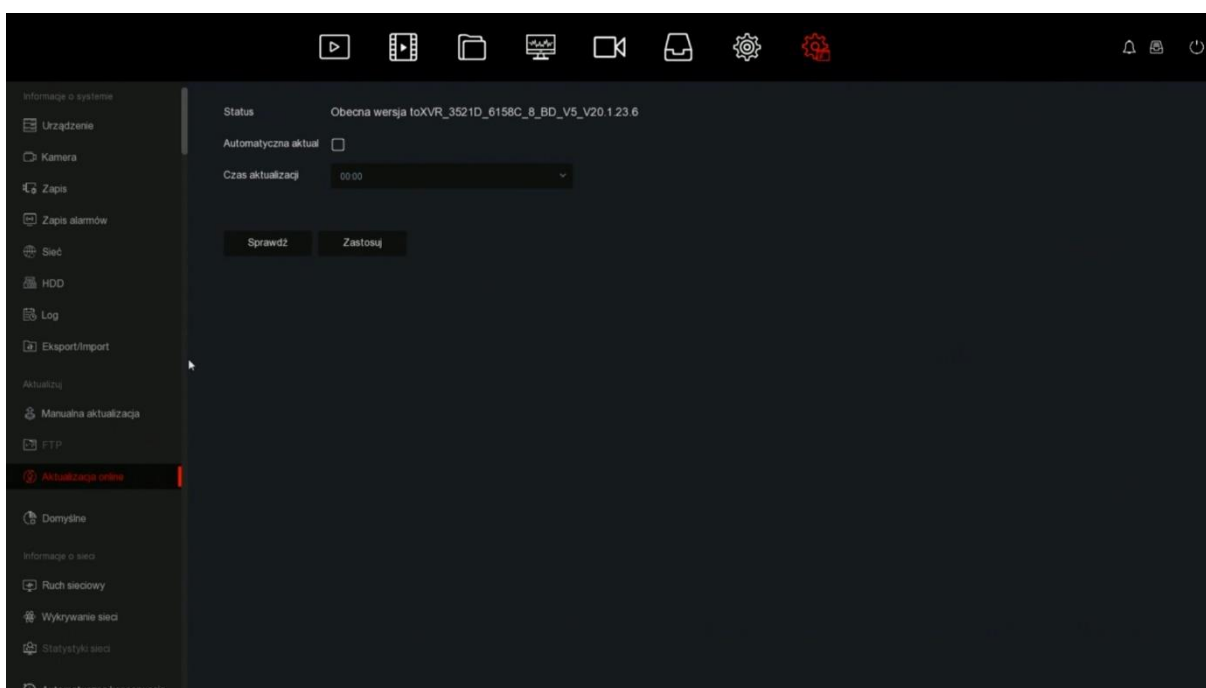 Informacje o systemie
Urządzenie
Kamera
Zapis
Zapis alarmów
Sieć
HDD
Log
Eksport/Import
Aktualizuj
Manualna aktualizacja
FTP
Aktualizacja online
Domyślne
Informacje o sieci
Ruch sieciowy
Wykrywanie sieci
Statystyki sieci
Status Obecna wersja toXVR_3521D_6158C_8_BD_V5_V20.1.23.6
Automatyczna aktual
Czas aktualizacji 00:00
Sprawdź Zastosuj